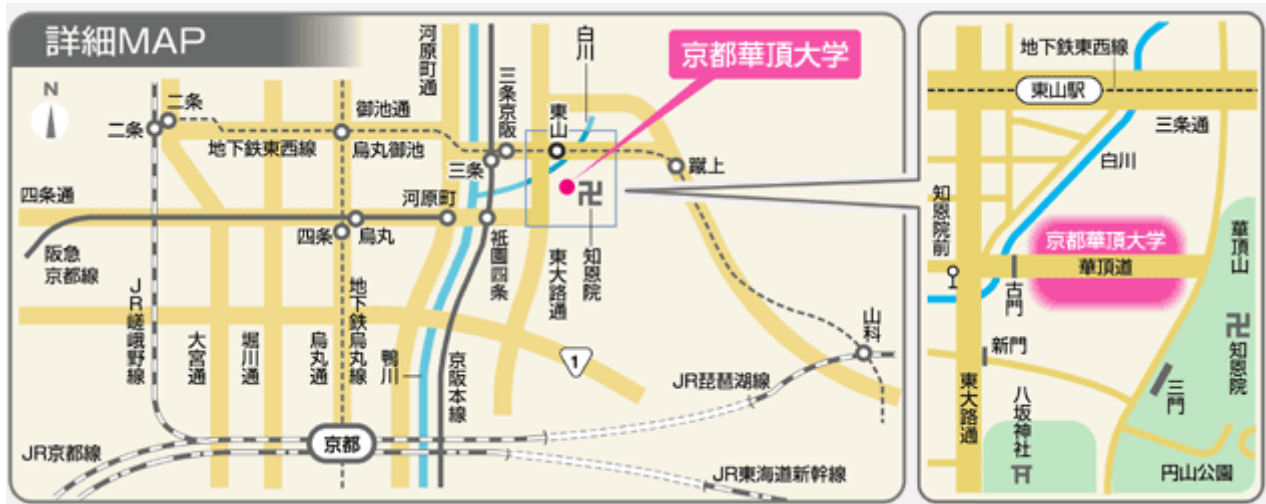 詳細MAP
N
河原町通
白川
京都華頂大学
三条京阪
東山
二条
二条
御池通
地下鉄東西線
烏丸御池
三条
蹴上
四条通
河原町
卍
四条
烏丸
祇園四条
東大路通
知恩院
阪急
京都線
JR嵯峨野線
大宮通
堀川通
烏丸通
地下鉄烏丸線
鴨川
京阪本線
1
山科
JR琵琶湖線
京都
JR京都線
JR東海道新幹線
地下鉄東西線
東山駅
三条通
白川
知恩院前
京都華頂大学
華頂道
華頂山
古門
卍
知恩院
新門
三門
東大路通
八坂神社
円山公園